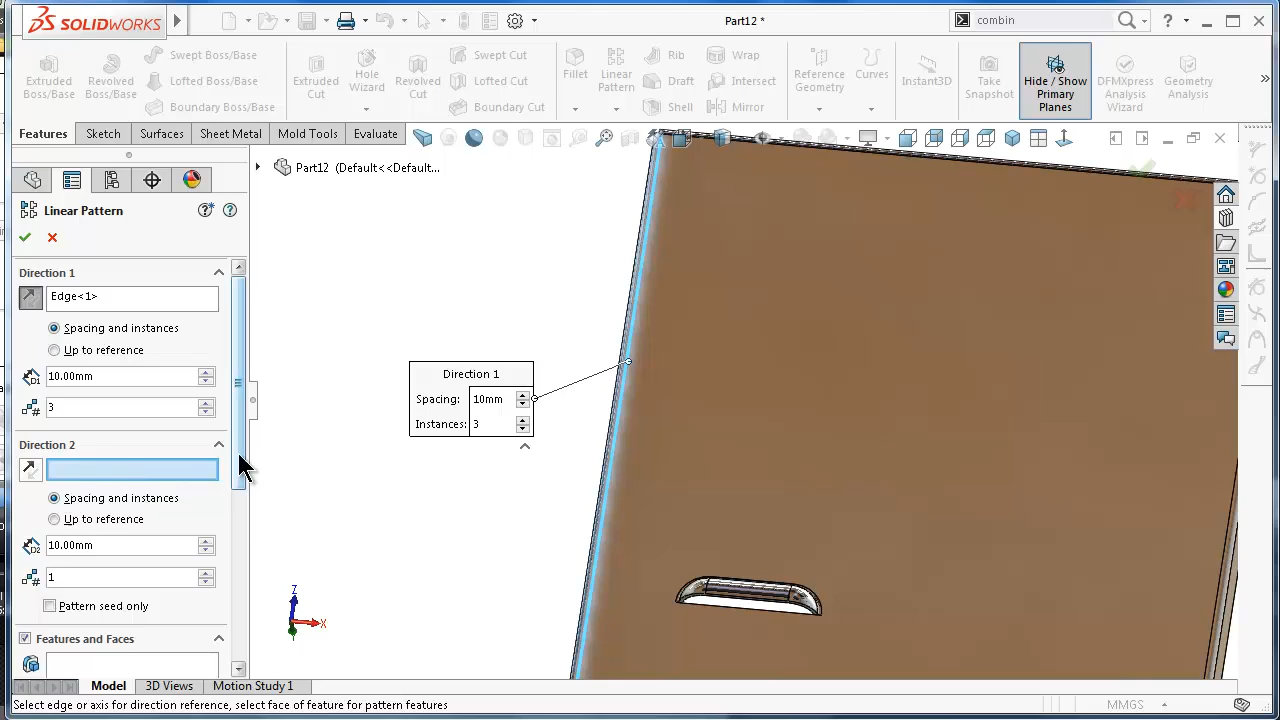 SOLIDWORKS
Part12 *
combin
Extruded Boss/Base
Revolved Boss/Base
Swept Boss/Base
Lofted Boss/Base
Boundary Boss/Base
Extruded Cut
Hole Wizard
Revolved Cut
Swept Cut
Lofted Cut
Boundary Cut
Fillet
Linear Pattern
Rib
Draft
Shell
Wrap
Intersect
Mirror
Reference Geometry
Curves
Instant3D
Take Snapshot
Hide / Show Primary Planes
DFMXpress Analysis Wizard
Geometry Analysis
Features
Sketch
Surfaces
Sheet Metal
Mold Tools
Evaluate
Part12 (Default<<Default...
Linear Pattern
Direction 1
Edge<1>
Spacing and instances
Up to reference
D1
10.00mm
3
Direction 2
Spacing and instances
Up to reference
D2
10.00mm
1
Pattern seed only
Features and Faces
Direction 1
Spacing: 10mm
Instances: 3
Z
X
Model
3D Views
Motion Study 1
Select edge or axis for direction reference, select face of feature for pattern features
MMGS